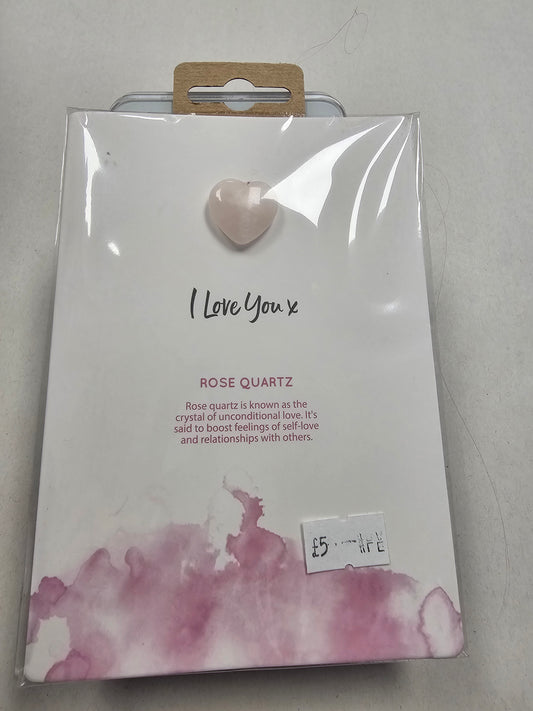 I Love You x
ROSE QUARTZ
Rose quartz is known as the
crystal of unconditional love. It's
said to boost feelings of self-love
and relationships with others.
£5